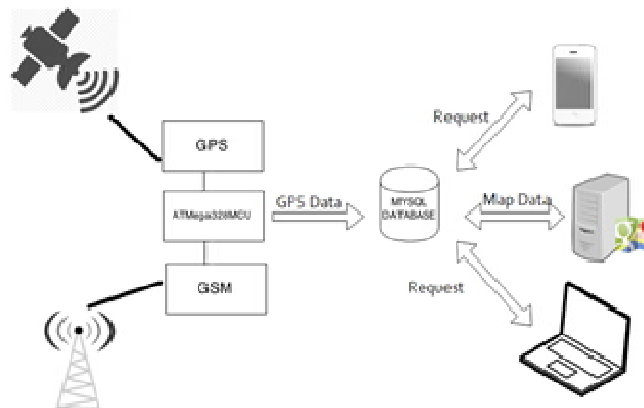 GPS
Request
ATMega328MCU
GPS Data
MYSQL
DATABASE
Map Data
GSM
Request